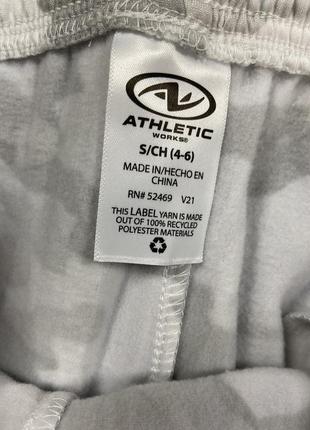 ATHLETIC
WORKS®
S/CH (4-6)
MADE IN/HECHO EN
CHINA
RN# 52469 V21
THIS LABEL YARN IS MADE
OUT OF 100% RECYCLED
POLYESTER MATERIALS